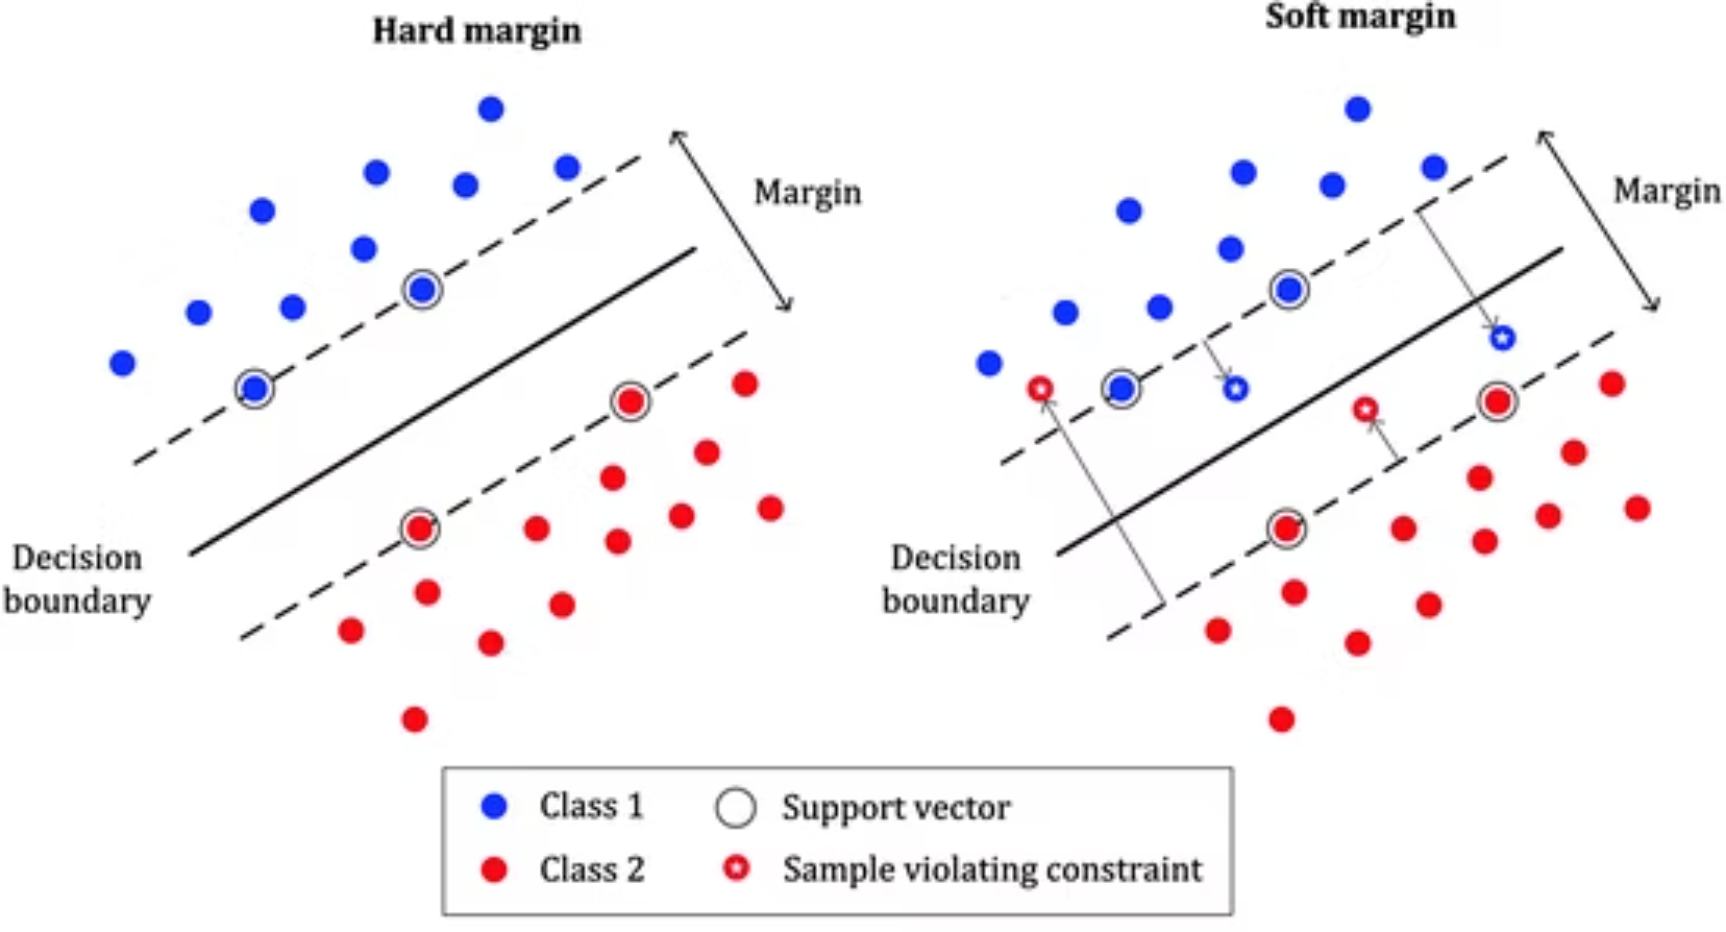 Hard margin
Soft margin
Margin
Margin
Decision
boundary
Decision
boundary
Class 1
Support vector
Class 2
Sample violating constraint